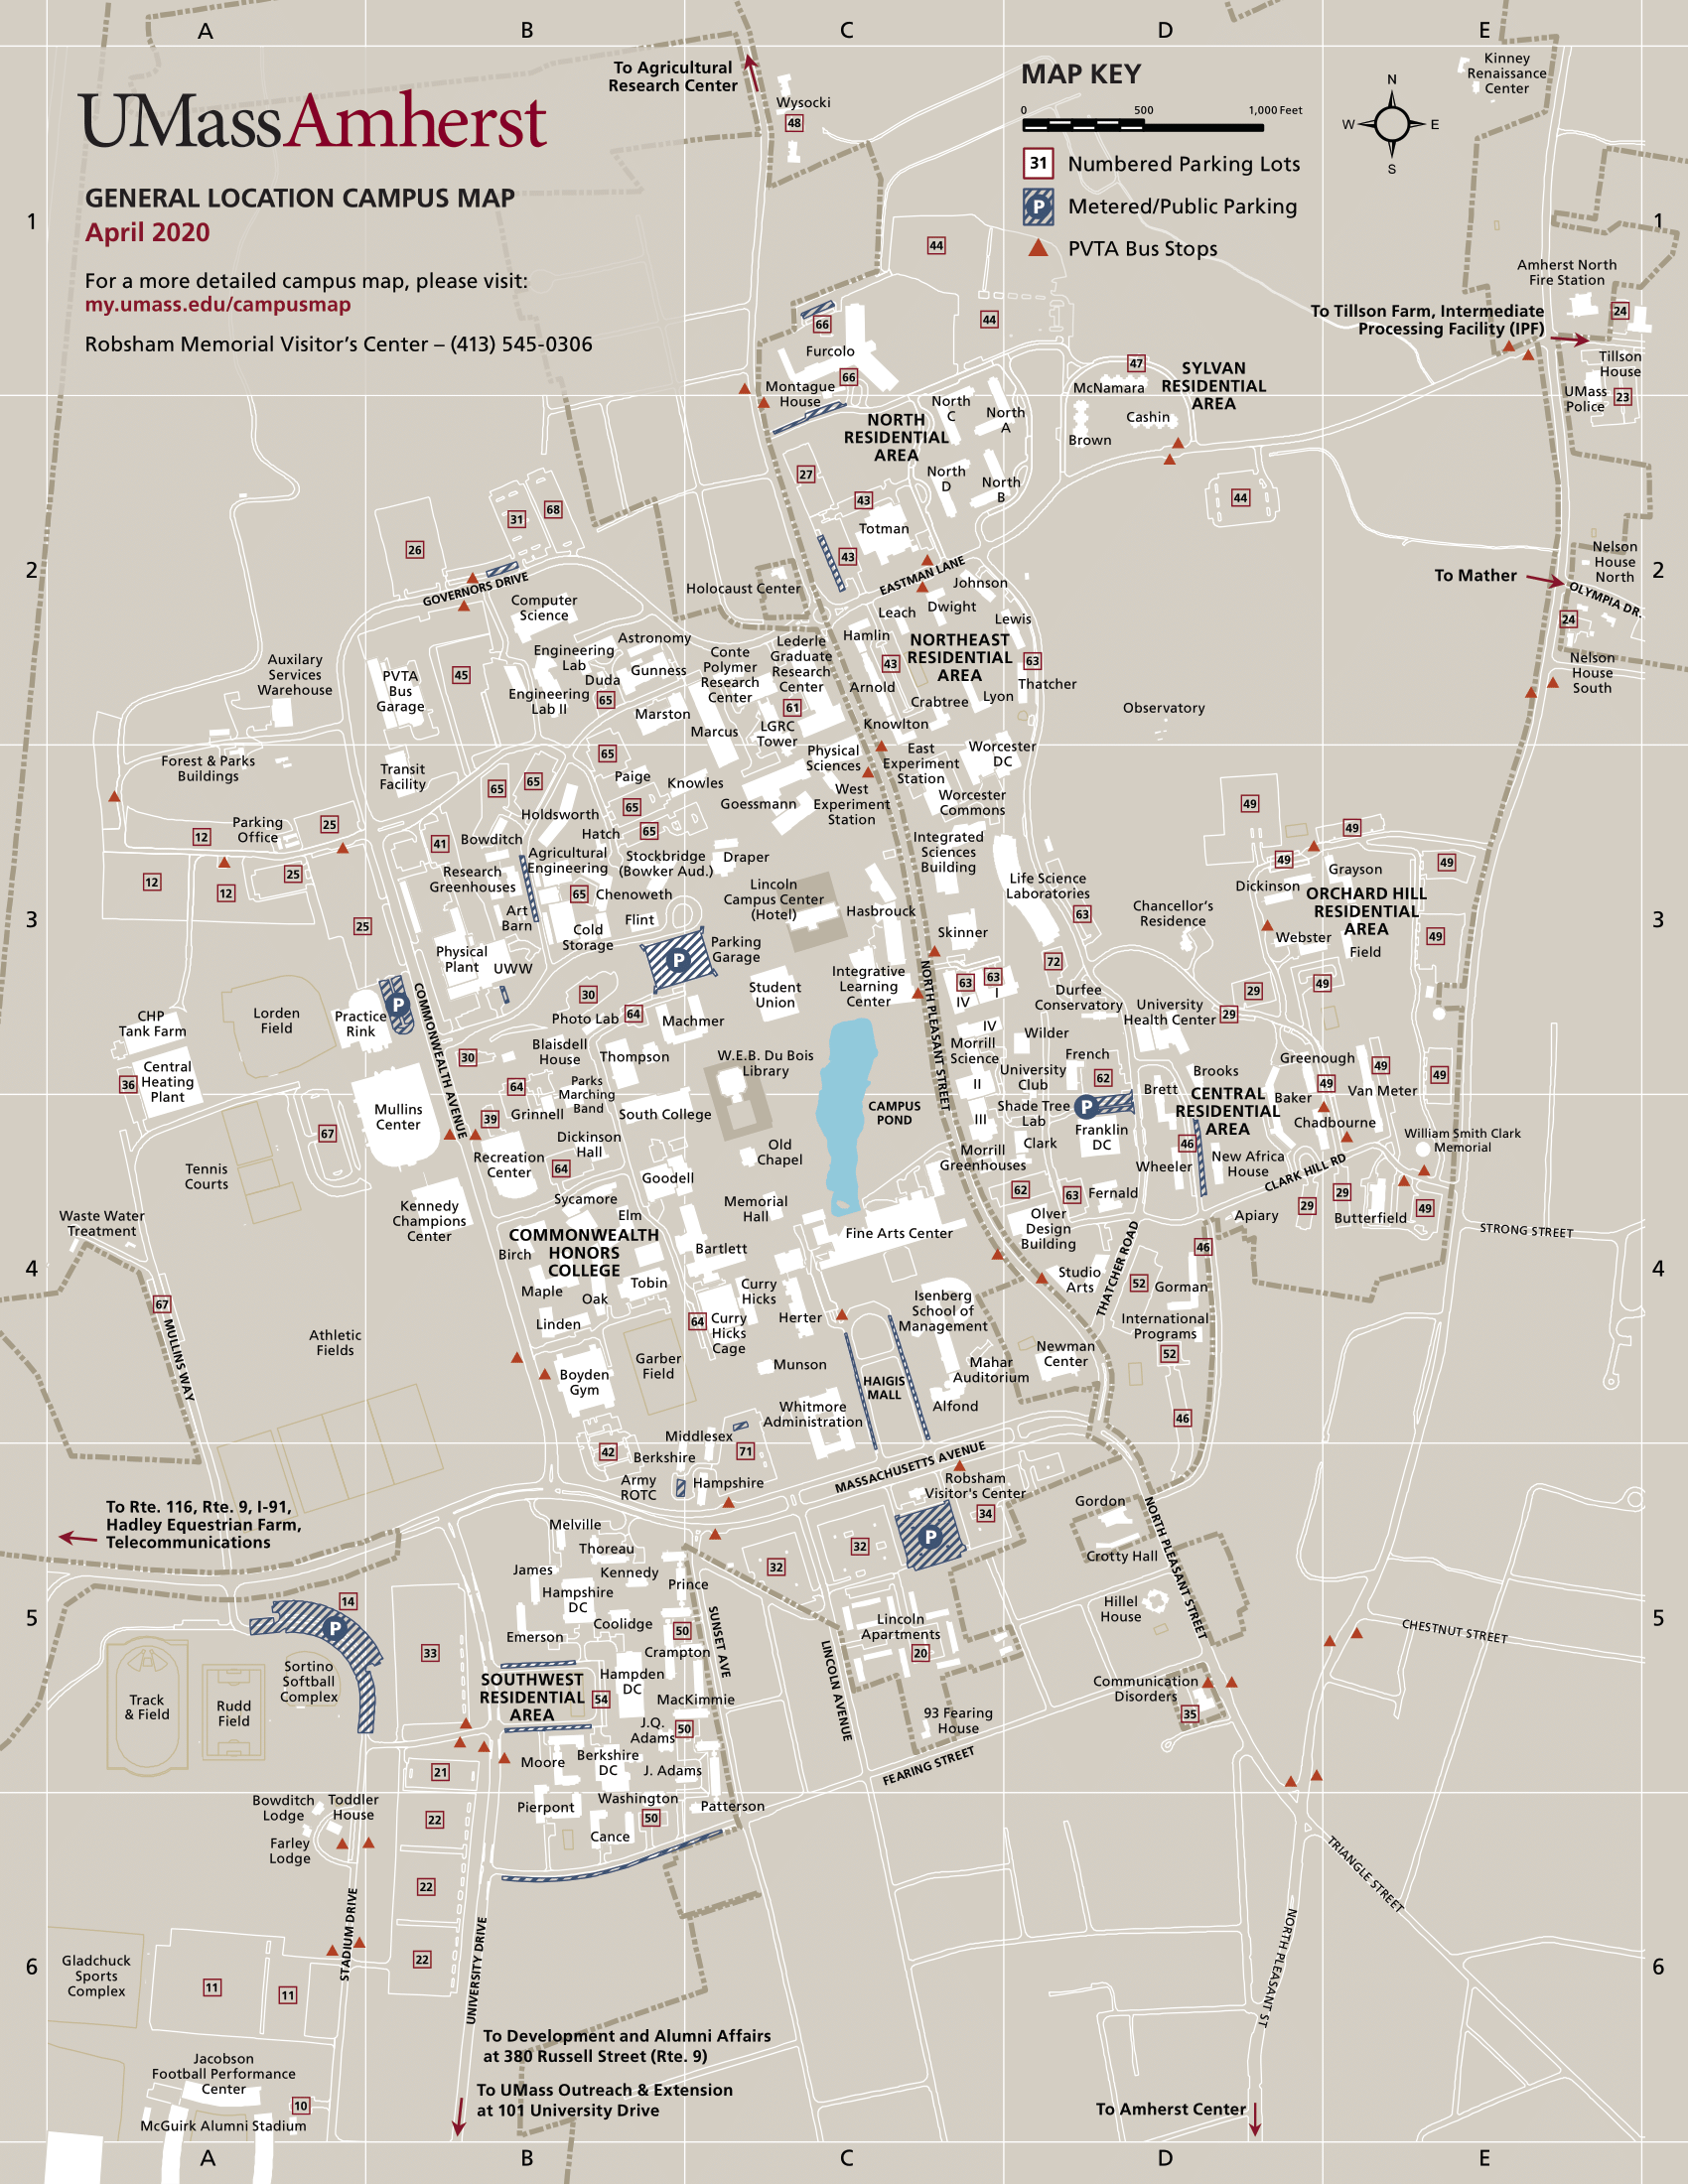 A
B
C
D
E
UMassAmherst
GENERAL LOCATION CAMPUS MAP
April 2020
For a more detailed campus map, please visit:
my.umass.edu/campusmap
Robsham Memorial Visitor's Center – (413) 545-0306
To Agricultural
Research Center
Wysocki
48
MAP KEY
0
500
1,000 Feet
31
Numbered Parking Lots
P
Metered/Public Parking
PVTA Bus Stops
N
W
E
S
Kinney
Renaissance
Center
1
1
44
Amherst North
Fire Station
24
To Tillson Farm, Intermediate
Processing Facility (IPF)
Tillson
House
UMass
Police
23
66
44
Furcolo
66
Montague
House
47
McNamara
SYLVAN
RESIDENTIAL
AREA
Cashin
Brown
North
C
North
A
NORTH
RESIDENTIAL
AREA
North
D
North
B
27
43
Totman
43
44
26
31
68
2
2
GOVERNORS DRIVE
EASTMAN LANE
Nelson
House
North
To Mather
OLYMPIA DR.
24
Nelson
House
South
Computer
Science
Holocaust Center
Johnson
Leach
Dwight
Lewis
Hamlin
NORTHEAST
RESIDENTIAL
AREA
43
63
Thatcher
Arnold
Lyon
Crabtree
Knowlton
Observatory
Astronomy
Engineering
Lab
Gunness
Duda
Engineering
Lab II
65
Marston
Conte
Polymer
Research
Center
Lederle
Graduate
Research
Center
61
LGRC
Tower
Marcus
Auxilary
Services
Warehouse
PVTA
Bus
Garage
45
Forest & Parks
Buildings
Transit
Facility
65
65
65
Paige
Knowles
Physical
Sciences
East
Experiment
Station
Worcester
DC
Goessmann
West
Experiment
Station
Worcester
Commons
Holdsworth
65
Hatch
65
12
Parking
Office
25
41
Bowditch
Agricultural
Engineering
Stockbridge
(Bowker Aud.)
Draper
Integrated
Sciences
Building
49
49
49
Grayson
49
Dickinson
ORCHARD HILL
RESIDENTIAL
AREA
12
12
25
Research
Greenhouses
65
Chenoweth
Lincoln
Campus Center
(Hotel)
Life Science
Laboratories
63
Chancellor's
Residence
3
3
25
Art
Barn
Flint
Cold
Storage
Hasbrouck
Skinner
Webster
Field
49
Physical
Plant
UWW
P
Parking
Garage
Integrative
Learning
Center
72
63
63
IV
I
Durfee
Conservatory
University
Health Center
29
29
49
Student
Union
CHP
Tank Farm
Lorden
Field
Practice
Rink
P
COMMONWEALTH AVENUE
30
Photo Lab
64
Machmer
NORTH PLEASANT STREET
IV
Wilder
Morrill
Science
French
Greenough
49
49
Central
Heating
Plant
36
30
Blaisdell
House
Thompson
W.E.B. Du Bois
Library
University
Club
62
II
Brooks
Brett
49
Van Meter
Baker
Mullins
Center
64
Parks
Marching
Band
39
Grinnell
South College
CAMPUS
POND
III
Shade Tree
Lab
P
Franklin
DC
CENTRAL
RESIDENTIAL
AREA
Chadbourne
William Smith Clark
Memorial
67
Dickinson
Hall
Recreation
Center
64
Goodell
Old
Chapel
Morrill
Greenhouses
Clark
46
Wheeler
New Africa
House
CLARK HILL RD
Tennis
Courts
62
63
Fernald
29
29
Butterfield
49
Waste Water
Treatment
Kennedy
Champions
Center
Sycamore
Elm
Memorial
Hall
Fine Arts Center
Olver
Design
Building
Apiary
STRONG STREET
4
4
COMMONWEALTH
HONORS
COLLEGE
Birch
Bartlett
THATCHER ROAD
46
Maple
Oak
Tobin
Curry
Hicks
Studio
Arts
52
Gorman
67
MULLINS WAY
Linden
64
Curry
Hicks
Cage
Herter
Isenberg
School of
Management
International
Programs
Athletic
Fields
Garber
Field
Boyden
Gym
Munson
HAIGIS
MALL
Mahar
Auditorium
Newman
Center
52
Whitmore
Administration
Alfond
46
Middlesex
42
Berkshire
71
Army
ROTC
Hampshire
MASSACHUSETTS AVENUE
Robsham
Visitor's Center
34
To Rte. 116, Rte. 9, I-91,
Hadley Equestrian Farm,
Telecommunications
Melville
Thoreau
32
32
P
Gordon
NORTH PLEASANT STREET
Crotty Hall
James
Kennedy
Prince
Hampshire
DC
Coolidge
5
5
14
P
33
Emerson
50
Crampton
SUNSET AVE
LINCOLN AVENUE
Lincoln
Apartments
20
Hillel
House
CHESTNUT STREET
Track
& Field
Rudd
Field
Sortino
Softball
Complex
SOUTHWEST
RESIDENTIAL
AREA
Hampden
DC
54
MacKimmie
J.Q.
Adams
50
93 Fearing
House
Communication
Disorders
35
21
Moore
Berkshire
DC
J. Adams
FEARING STREET
Bowditch
Lodge
Toddler
House
Farley
Lodge
22
Pierpont
Washington
50
Patterson
Cance
TRIANGLE STREET
22
STADIUM DRIVE
UNIVERSITY DRIVE
22
NORTH PLEASANT ST
6
6
Gladchuck
Sports
Complex
11
11
To Development and Alumni Affairs
at 380 Russell Street (Rte. 9)
To UMass Outreach & Extension
at 101 University Drive
To Amherst Center
Jacobson
Football Performance
Center
10
McGuirk Alumni Stadium
A
B
C
D
E